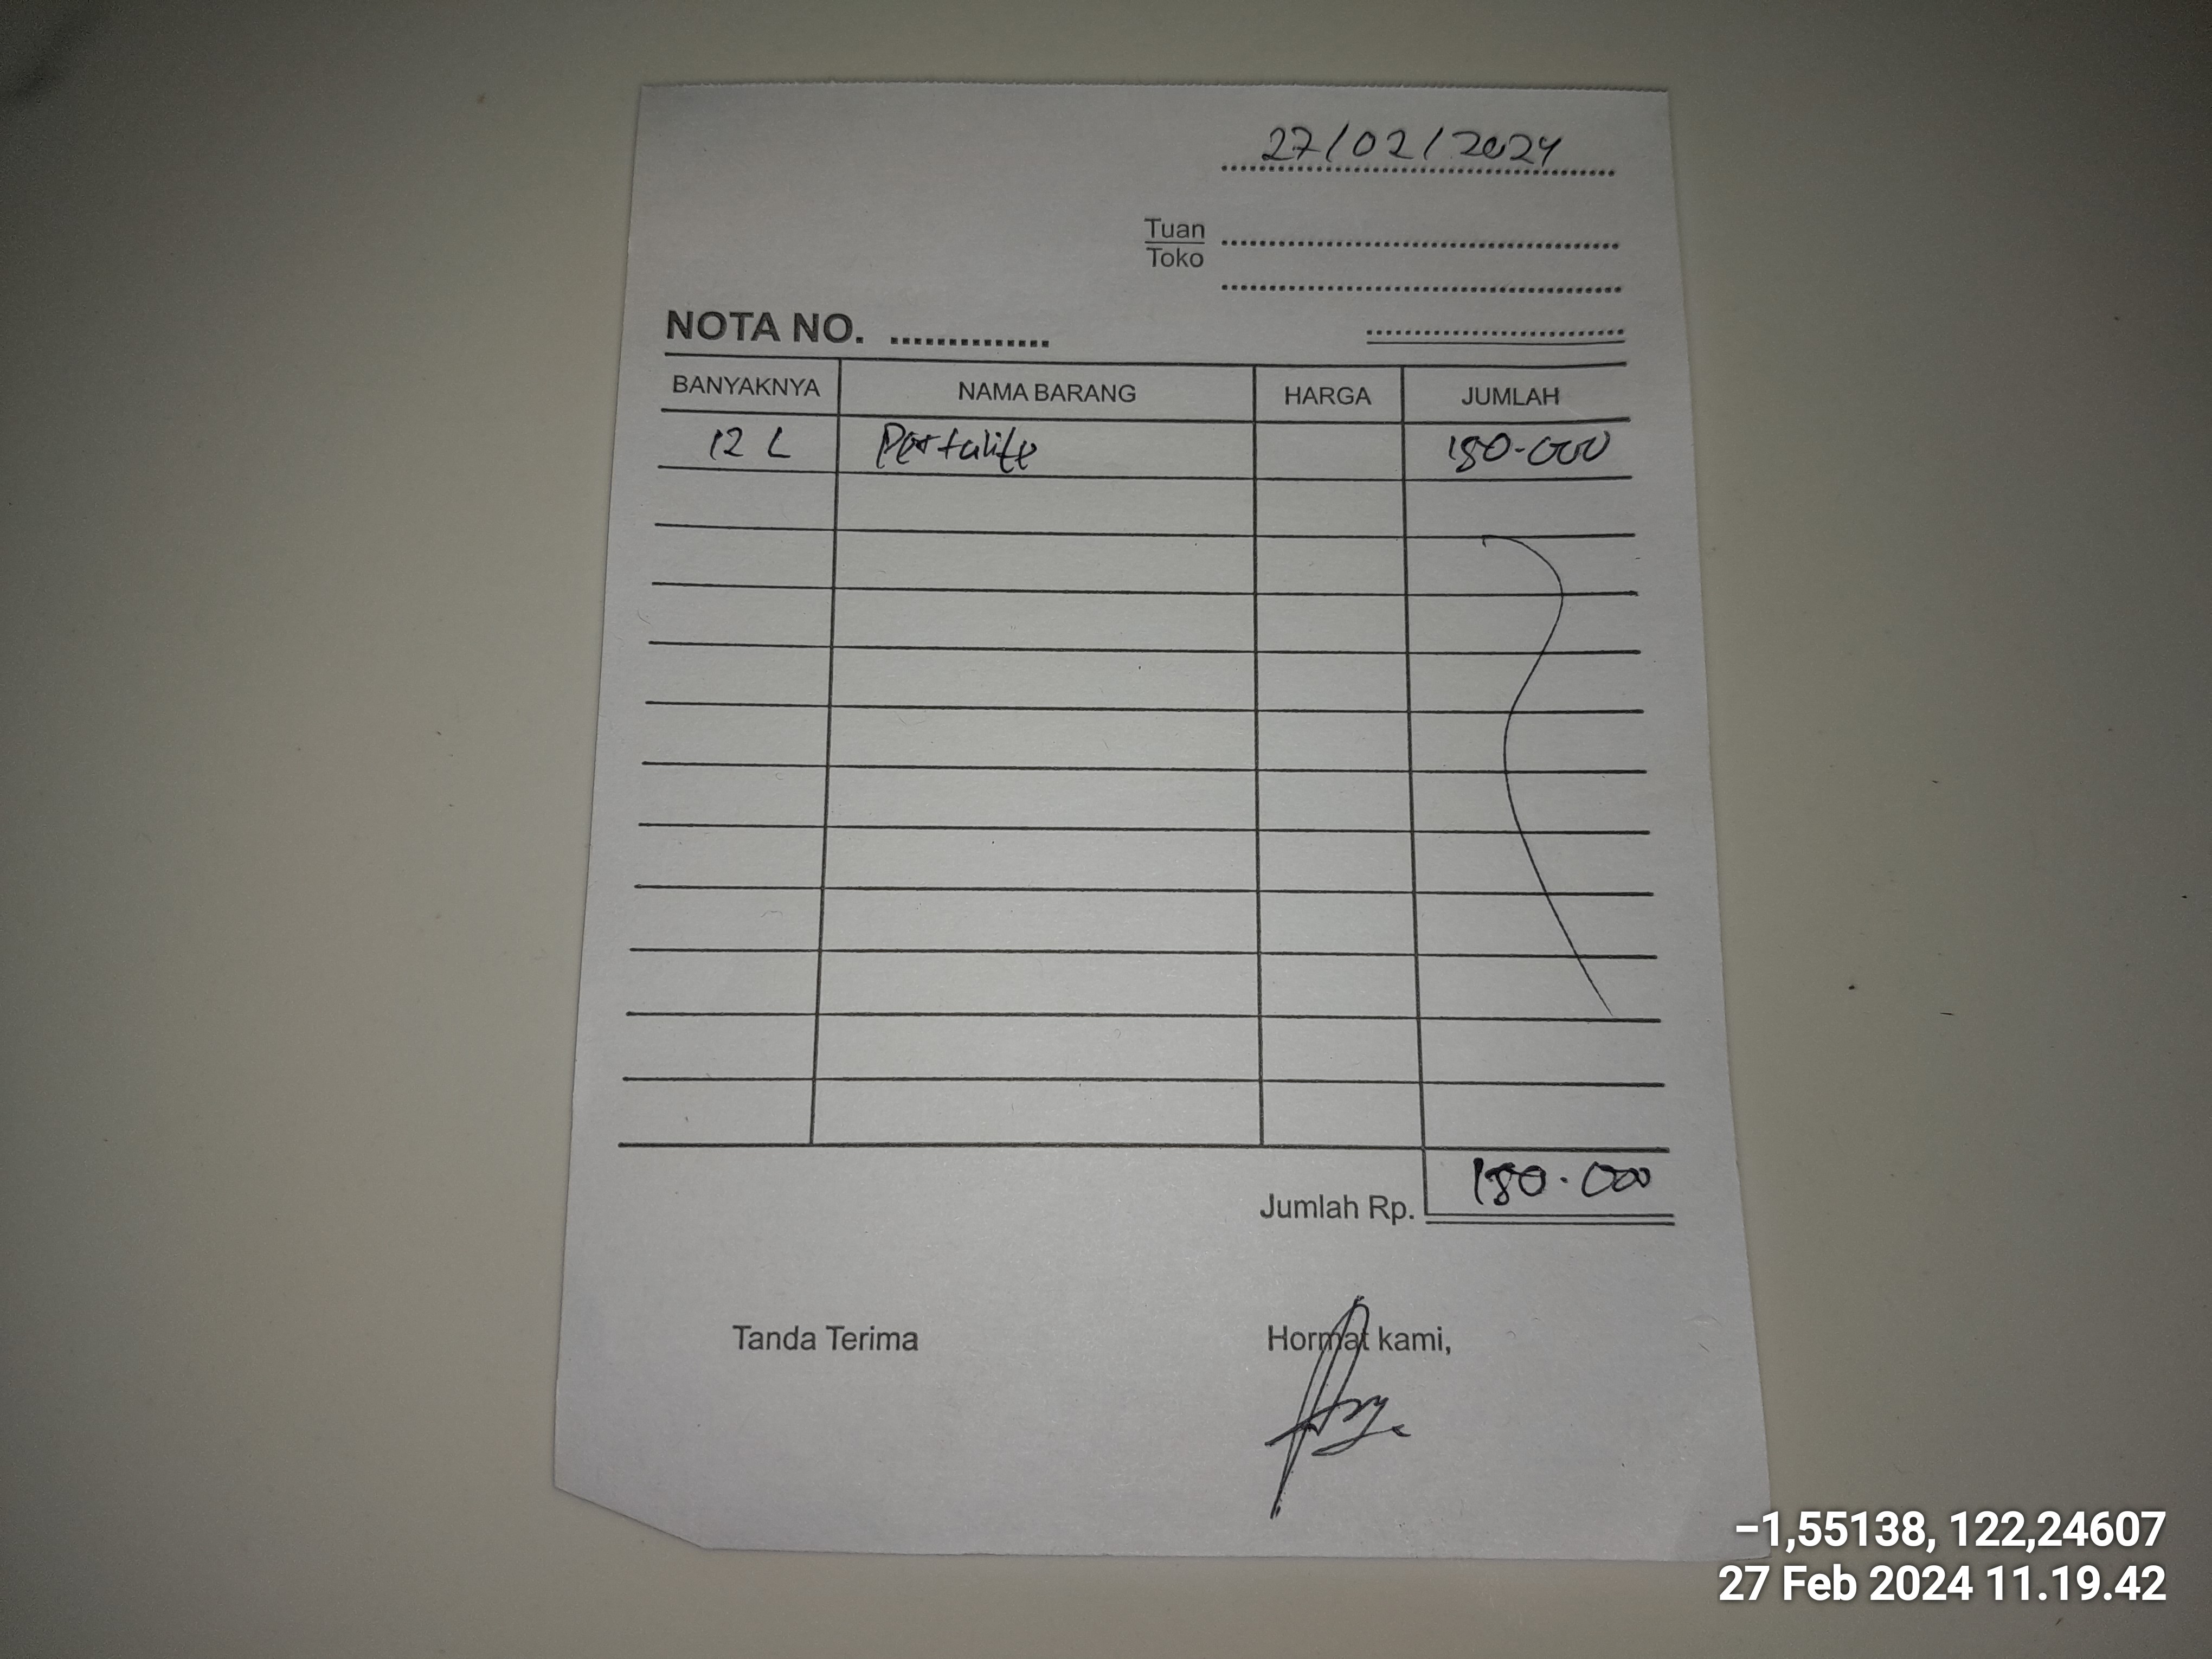 27/02/2024
Tuan
Toko
NOTA NO.
BANYAKNYA NAMA BARANG HARGA JUMLAH
12 L Pertalite 180.000
Jumlah Rp. 180.000
Tanda Terima Hormat kami,
−1,55138, 122,24607
27 Feb 2024 11.19.42